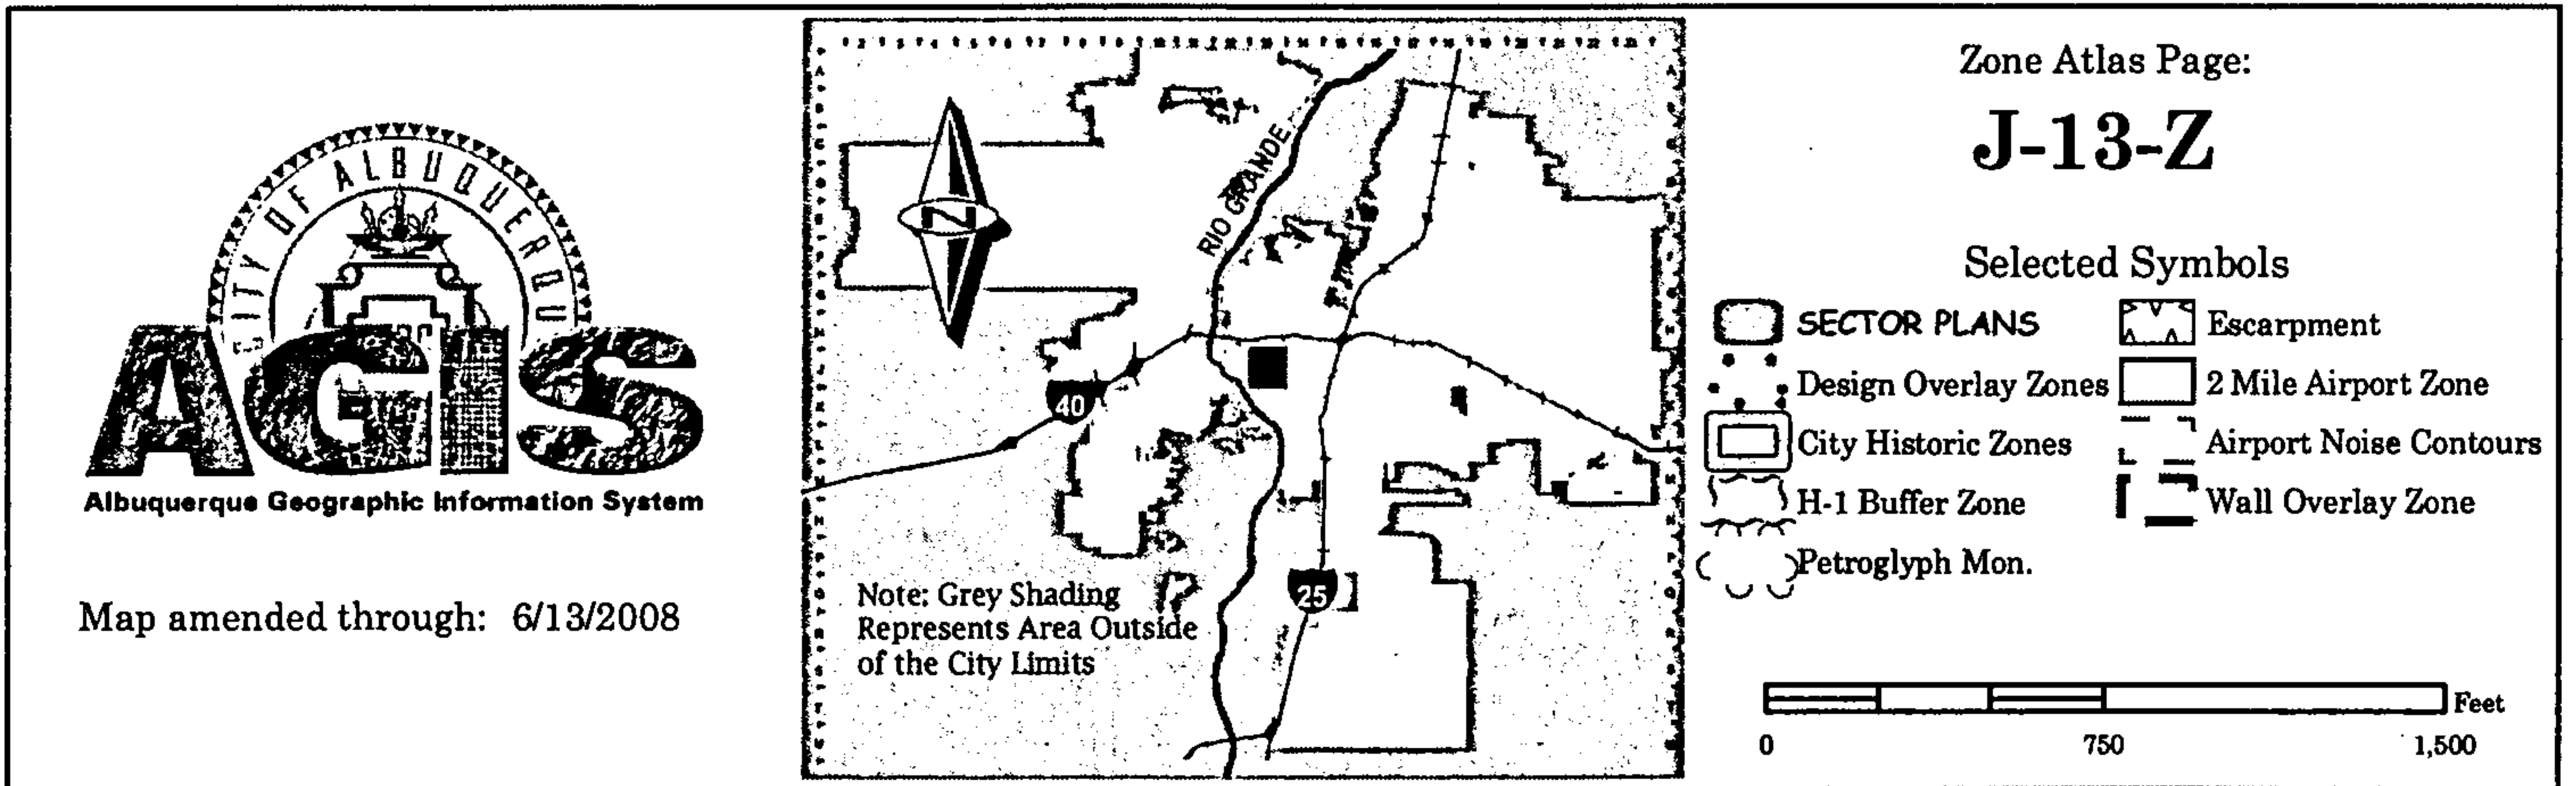 CITY OF ALBUQUERQU
AGIS
Albuquerque Geographic Information System
Map amended through: 6/13/2008
N
RIO GRANDE
40
25
Note: Grey Shading
Represents Area Outside
of the City Limits
Zone Atlas Page:
J-13-Z
Selected Symbols
SECTOR PLANS
Escarpment
Design Overlay Zones
2 Mile Airport Zone
City Historic Zones
Airport Noise Contours
H-1 Buffer Zone
Wall Overlay Zone
Petroglyph Mon.
Feet
0 750 1,500